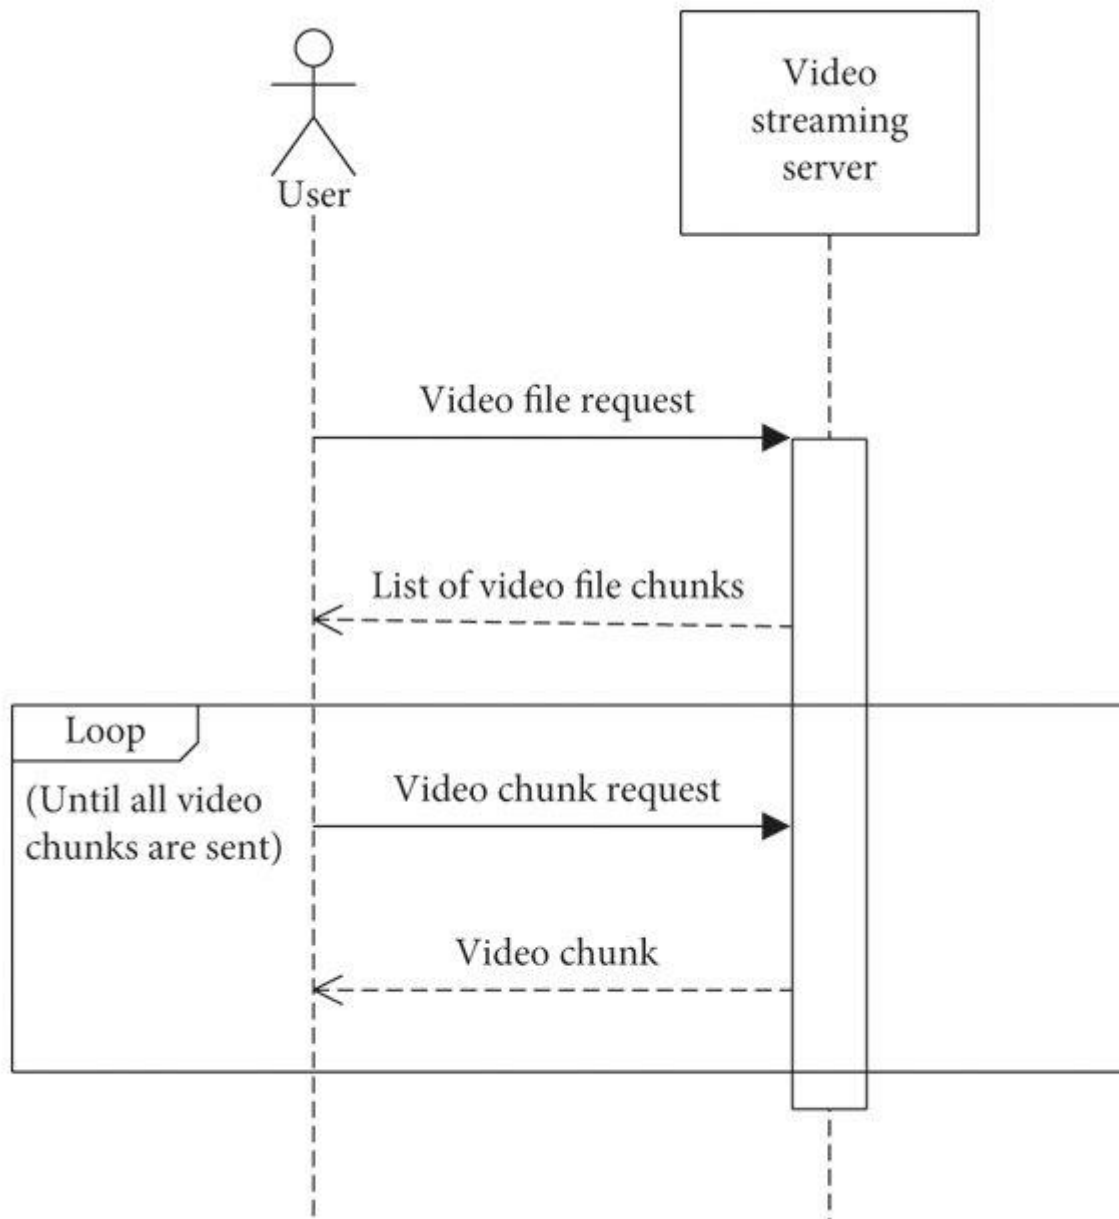 User
Video
streaming
server
Video file request
List of video file chunks
Loop
(Until all video
chunks are sent)
Video chunk request
Video chunk